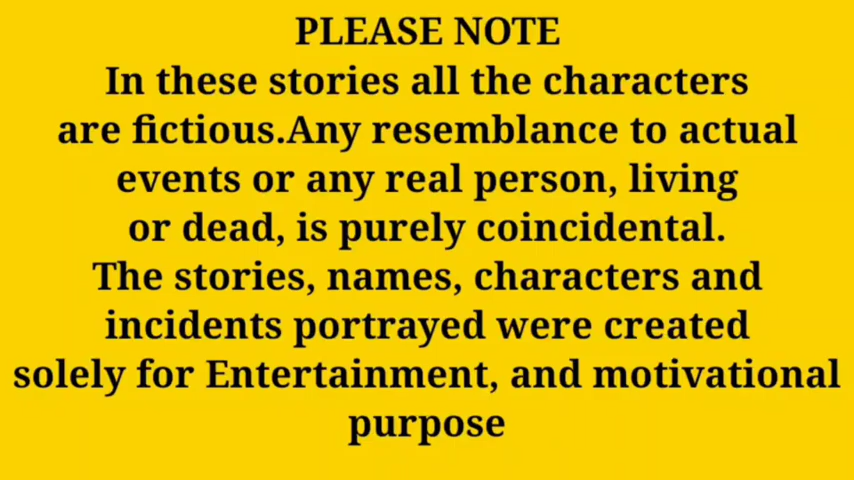 PLEASE NOTE
In these stories all the characters
are fictious.Any resemblance to actual
events or any real person, living
or dead, is purely coincidental.
The stories, names, characters and
incidents portrayed were created
solely for Entertainment, and motivational
purpose